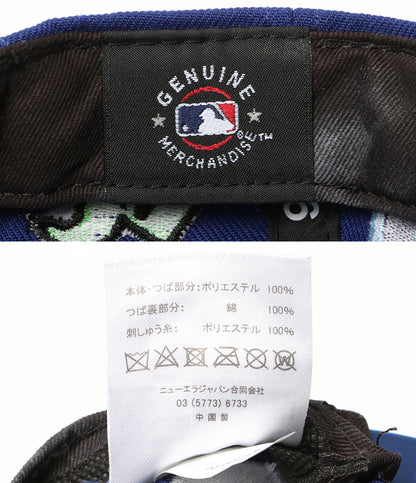 GENUINE
MERCHANDISE
®/™
本体・つば部分：ポリエステル 100%
つば裏部分： 綿 100%
刺しゅう糸： ポリエステル 100%
ニューエラジャパン合同会社
03 (5773) 6733
中国製